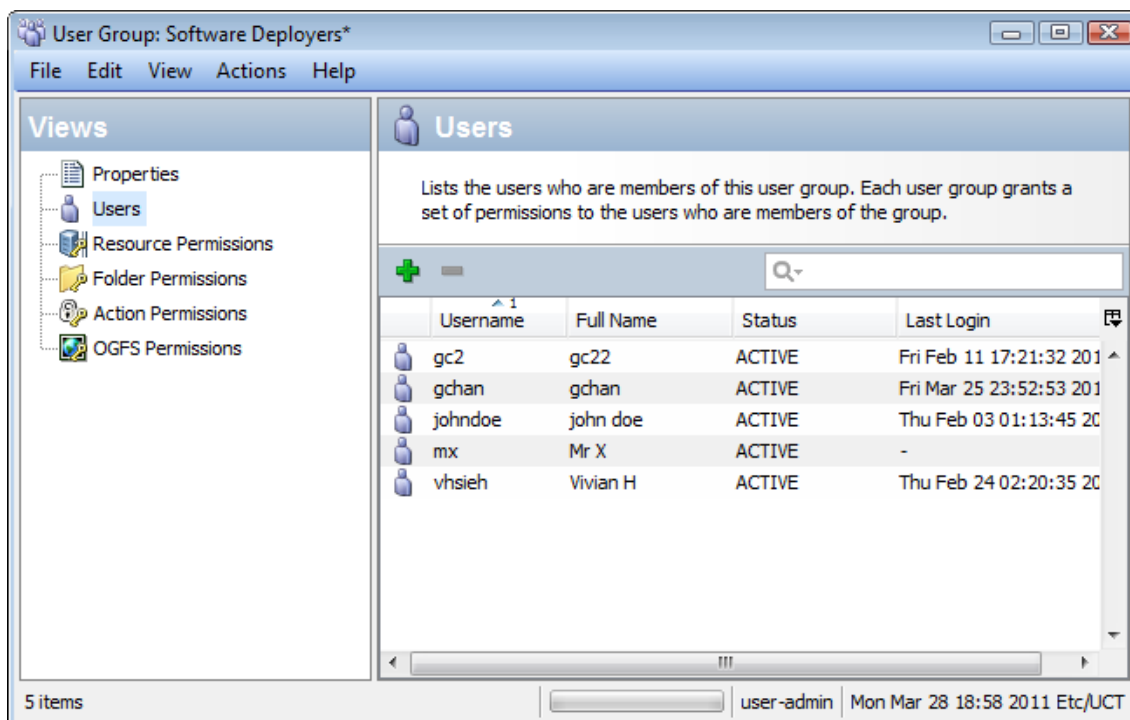 User Group: Software Deployers*
File Edit View Actions Help
Views
Properties
Users
Resource Permissions
Folder Permissions
Action Permissions
OGFS Permissions
Users
Lists the users who are members of this user group. Each user group grants a
set of permissions to the users who are members of the group.
Username 1 Full Name Status Last Login
gc2 gc22 ACTIVE Fri Feb 11 17:21:32 201
gchan gchan ACTIVE Fri Mar 25 23:52:53 201
johndoe john doe ACTIVE Thu Feb 03 01:13:45 20
mx Mr X ACTIVE -
vhsieh Vivian H ACTIVE Thu Feb 24 02:20:35 20
5 items user-admin Mon Mar 28 18:58 2011 Etc/UCT